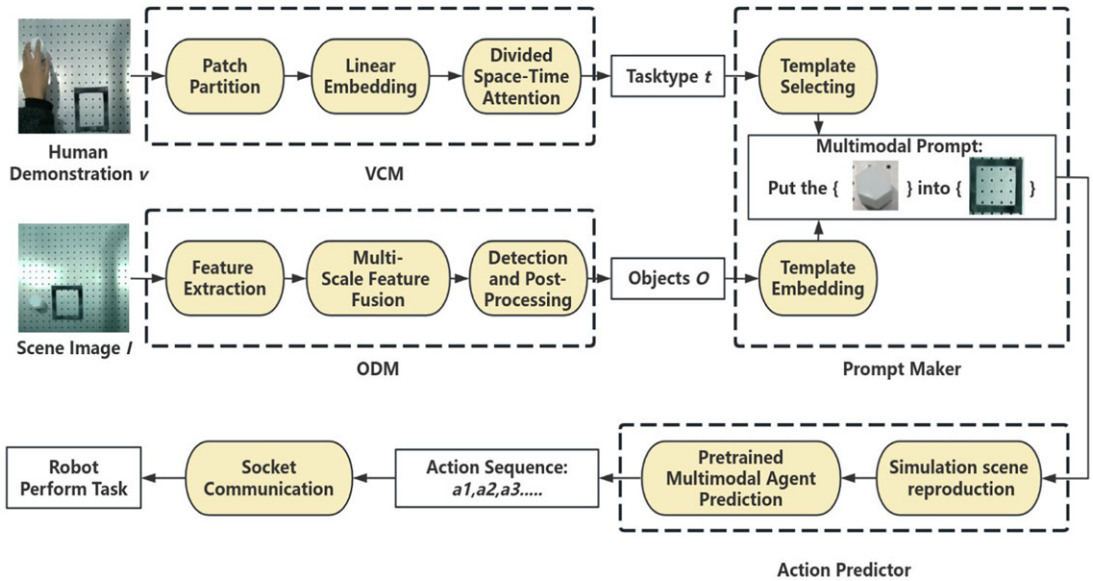 Patch
Partition
Linear
Embedding
Divided
Space-Time
Attention
Tasktype t
Template
Selecting
Human
Demonstration v
VCM
Multimodal Prompt:
Put the { } into { }
Feature
Extraction
Multi-
Scale Feature
Fusion
Detection
and Post-
Processing
Objects O
Template
Embedding
Scene Image I
ODM
Prompt Maker
Robot
Perform Task
Socket
Communication
Action Sequence:
a1,a2,a3.....
Pretrained
Multimodal Agent
Prediction
Simulation scene
reproduction
Action Predictor